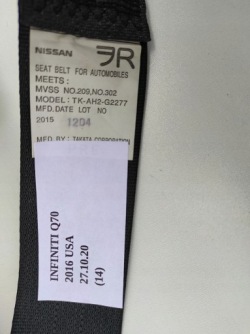 NISSAN
SEAT BELT FOR AUTOMOBILES
MEETS:
MVSS NO.209,NO.302
MODEL: TK-AH2-G2277
MFD.DATE LOT NO
2015 1204
MFD.BY: TAKATA CORPORATION
INFINITI Q70
2016 USA
27.10.20
(14)